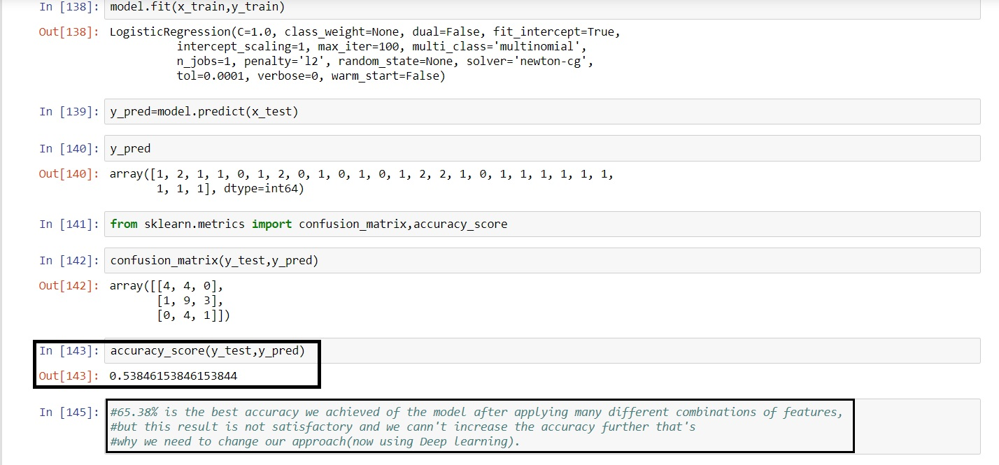 In [138]: model.fit(x_train,y_train)
Out[138]: LogisticRegression(C=1.0, class_weight=None, dual=False, fit_intercept=True,
intercept_scaling=1, max_iter=100, multi_class='multinomial',
n_jobs=1, penalty='l2', random_state=None, solver='newton-cg',
tol=0.0001, verbose=0, warm_start=False)
In [139]: y_pred=model.predict(x_test)
In [140]: y_pred
Out[140]: array([1, 2, 1, 1, 0, 1, 2, 0, 1, 0, 1, 0, 1, 2, 2, 1, 0, 1, 1, 1, 1, 1, 1,
1, 1, 1], dtype=int64)
In [141]: from sklearn.metrics import confusion_matrix,accuracy_score
In [142]: confusion_matrix(y_test,y_pred)
Out[142]: array([[4, 4, 0],
[1, 9, 3],
[0, 4, 1]])
In [143]: accuracy_score(y_test,y_pred)
Out[143]: 0.53846153846153844
In [145]: #65.38% is the best accuracy we achieved of the model after applying many different combinations of features,
#but this result is not satisfactory and we cann't increase the accuracy further that's
#why we need to change our approach(now using Deep learning).